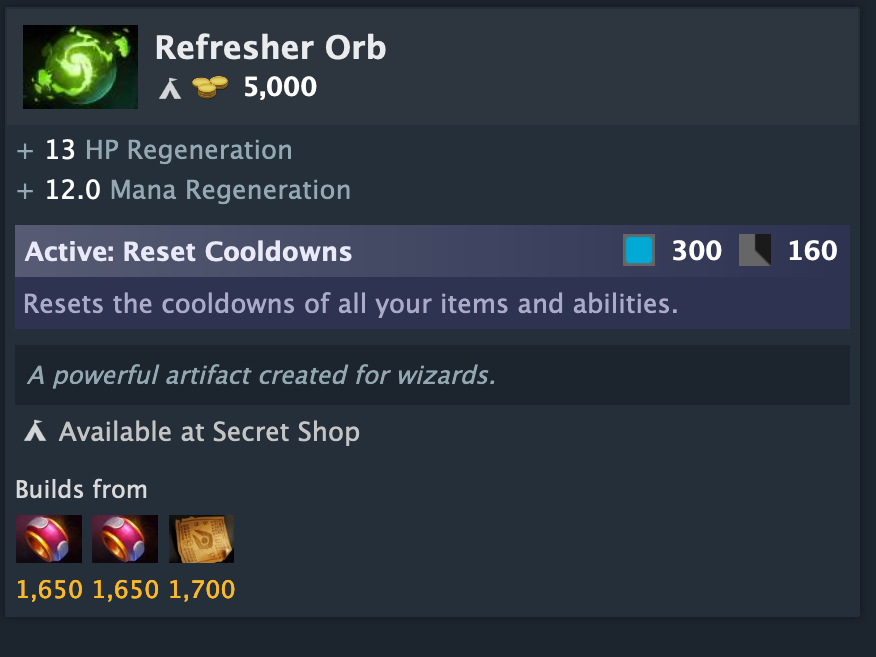 Refresher Orb
5,000
+ 13 HP Regeneration
+ 12.0 Mana Regeneration
Active: Reset Cooldowns 300 160
Resets the cooldowns of all your items and abilities.
A powerful artifact created for wizards.
Available at Secret Shop
Builds from
1,650 1,650 1,700